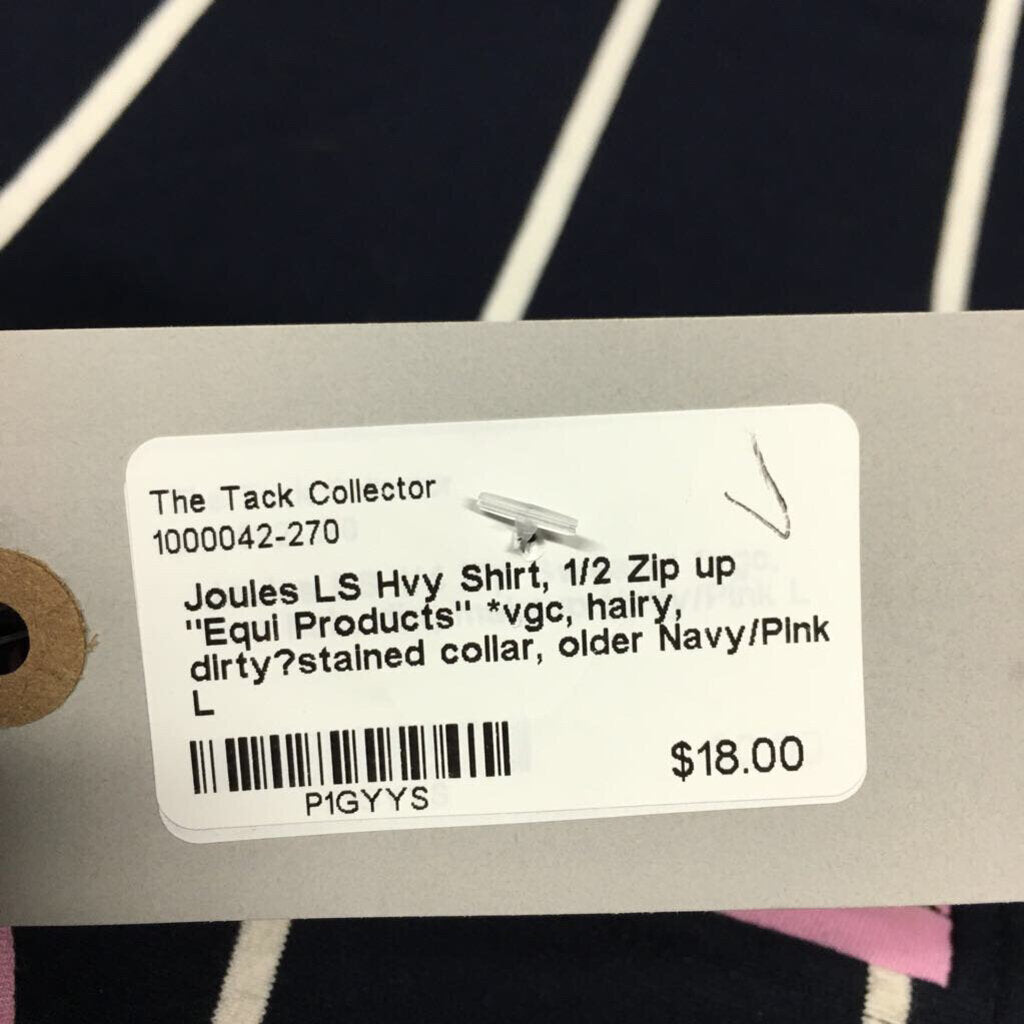 The Tack Collector
1000042-270
Joules LS Hvy Shirt, 1/2 Zip up
"Equi Products" *vgc, hairy,
dirty?stained collar, older Navy/Pink
L
P1GYYS
$18.00